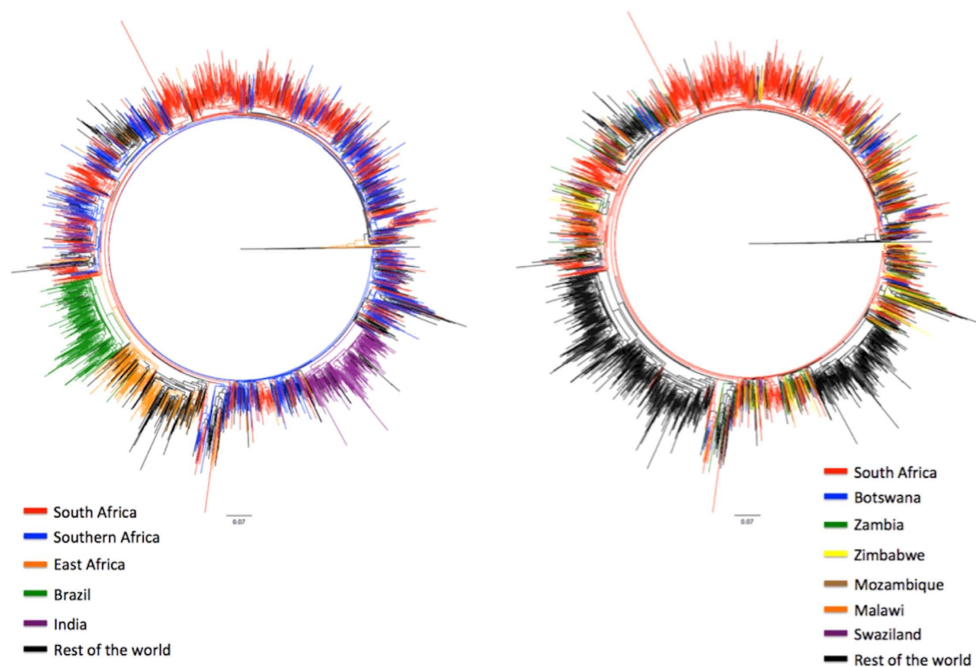 0.07
South Africa
Southern Africa
East Africa
Brazil
India
Rest of the world
0.07
South Africa
Botswana
Zambia
Zimbabwe
Mozambique
Malawi
Swaziland
Rest of the world